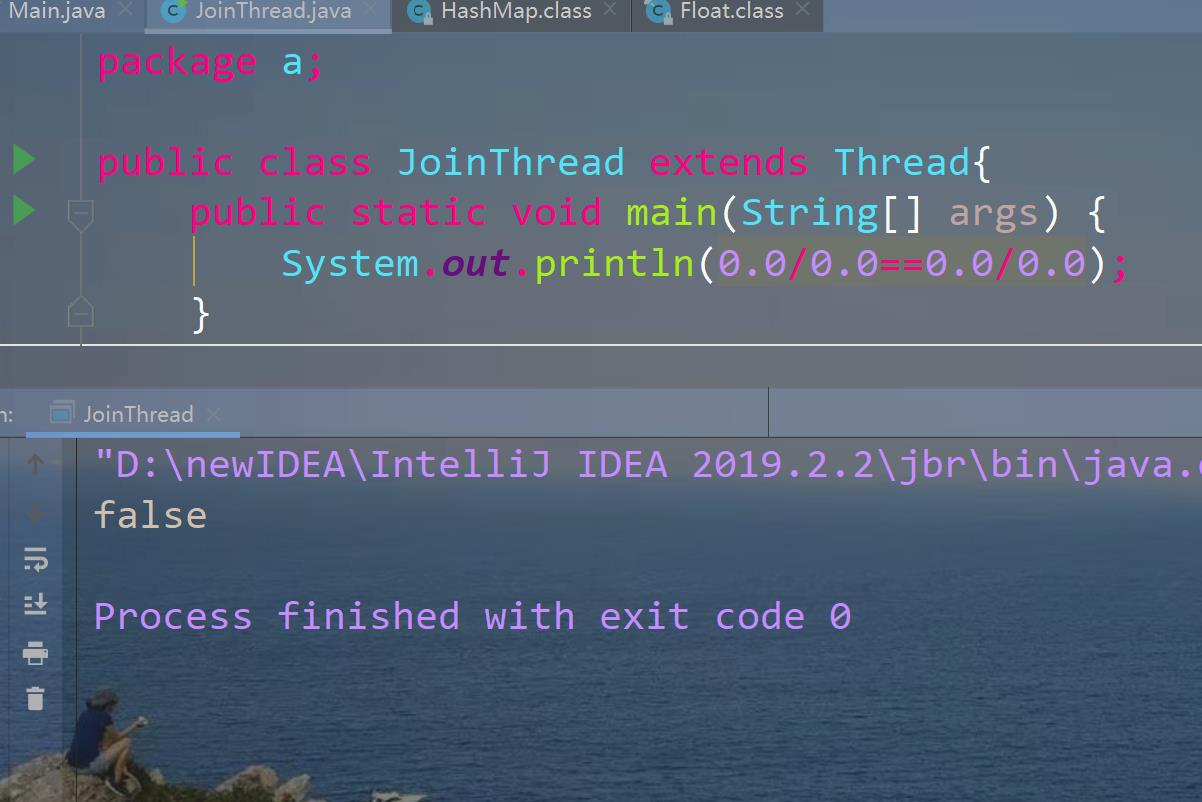 Main.java JoinThread.java HashMap.class Float.class
package a;
public class JoinThread extends Thread{
public static void main(String[] args) {
System.out.println(0.0/0.0==0.0/0.0);
}
n: JoinThread
"D:\newIDEA\IntelliJ IDEA 2019.2.2\jbr\bin\java.
false
Process finished with exit code 0